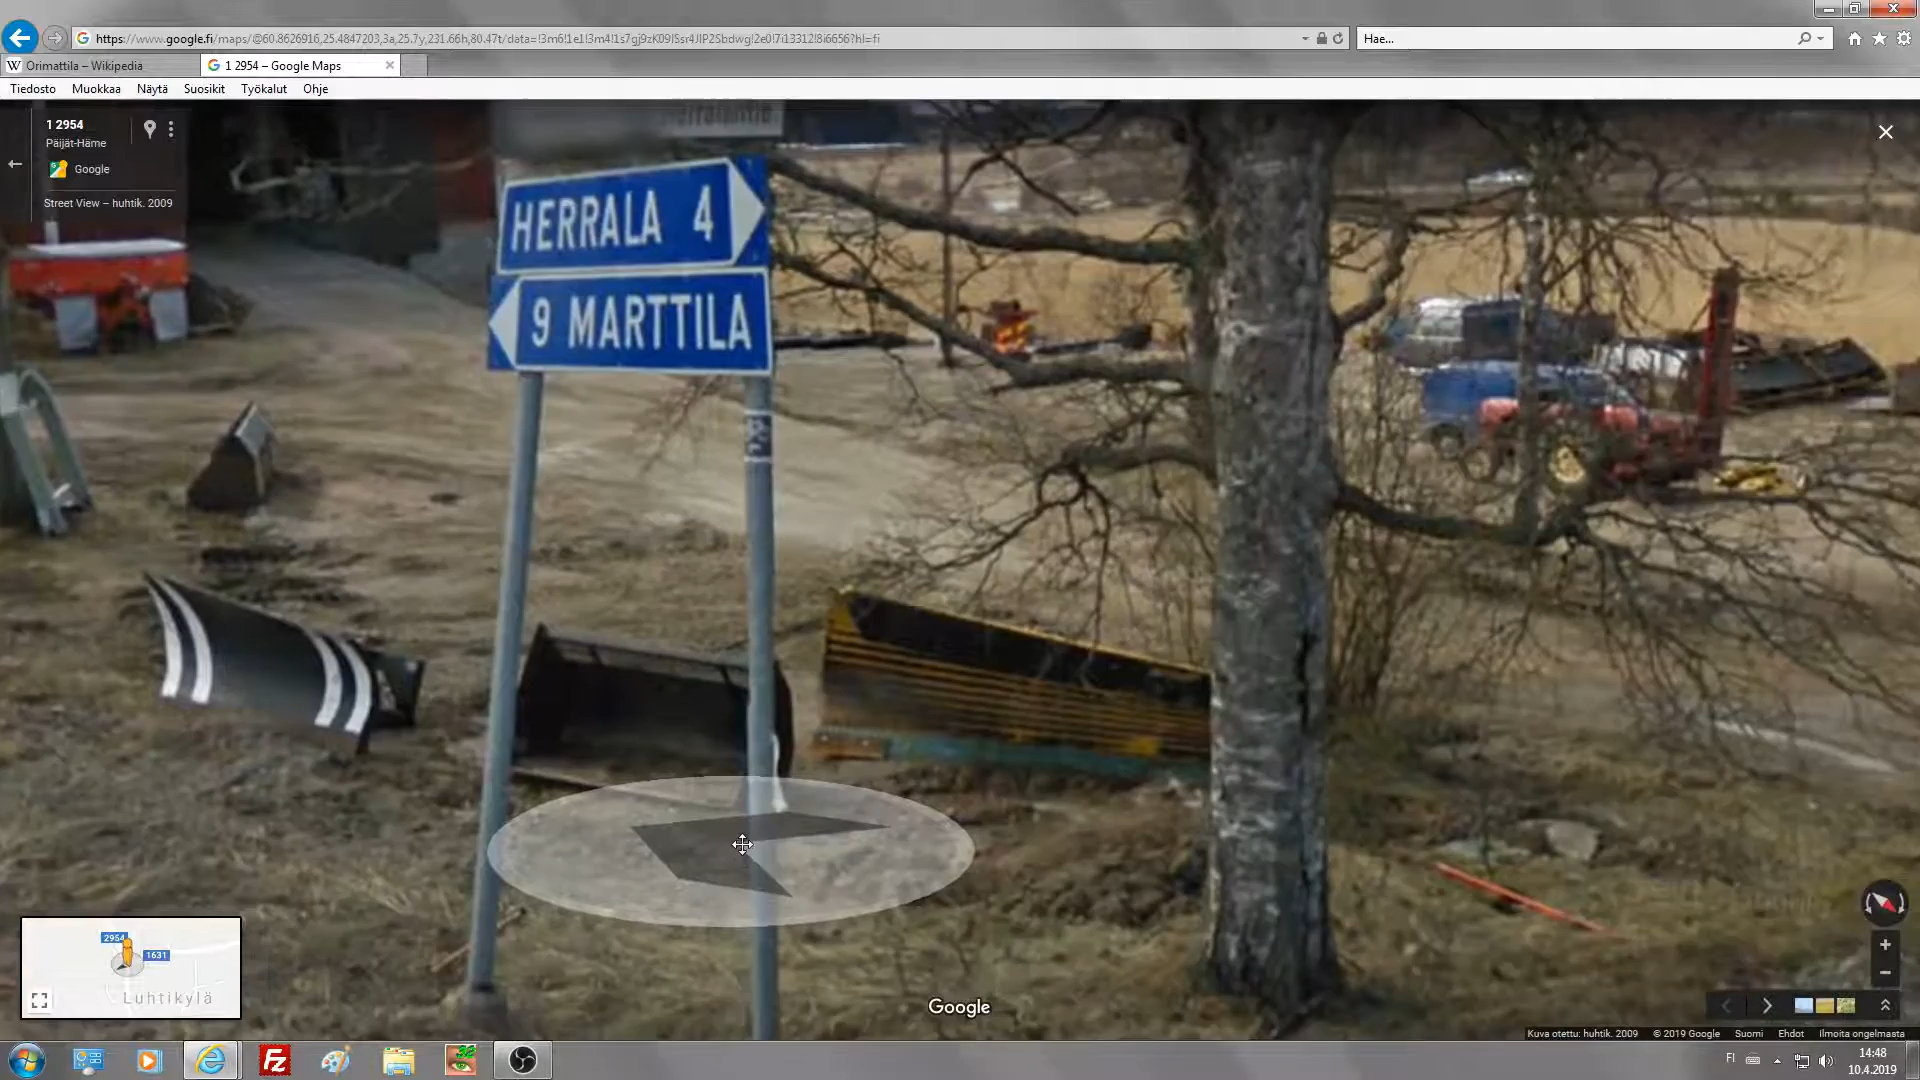 https://www.google.fi/maps/@60.8626916,25.4847203,3a,25.7y,231.66h,80.47t/data=!3m6!1e1!3m4!1s7gj9zK09lSsr4JlP2Sbdwg!2e0!7i13312!8i6656?hl=fi
Hae...
Orimattila – Wikipedia
1 2954 – Google Maps
Tiedosto Muokkaa Näytä Suosikit Työkalut Ohje
1 2954
Päijät-Häme
Google
Street View – huhtik. 2009
HERRALA 4
9 MARTTILA
2954
1631
Luhtikylä
Google
Kuva otettu: huhtik. 2009 © 2019 Google Suomi Ehdot Ilmoita ongelmasta
FI
14:48
10.4.2019